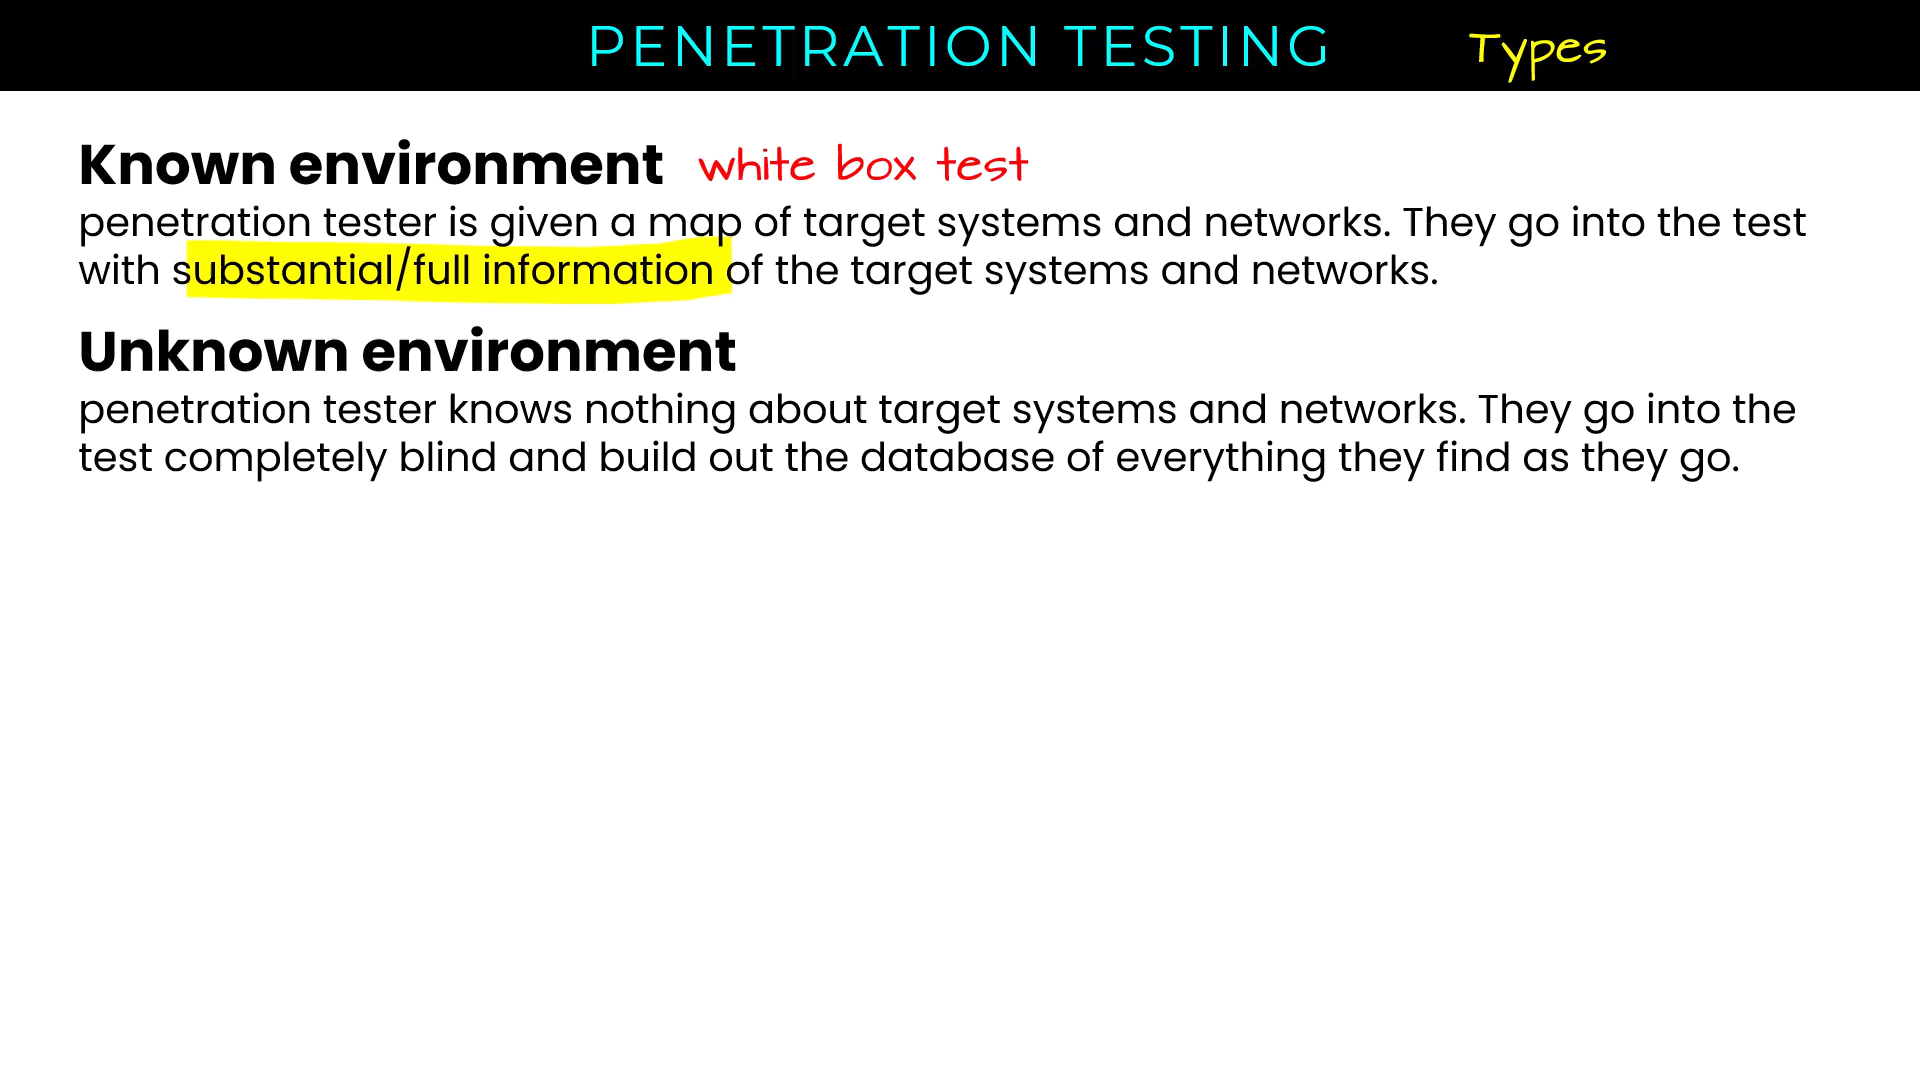 PENETRATION TESTING Types
Known environment white box test
penetration tester is given a map of target systems and networks. They go into the test
with substantial/full information of the target systems and networks.
Unknown environment
penetration tester knows nothing about target systems and networks. They go into the
test completely blind and build out the database of everything they find as they go.